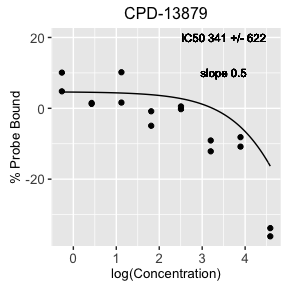 CPD-13879
IC50 341 +/- 622
slope 0.5
% Probe Bound
20
0
-20
0
1
2
3
4
log(Concentration)